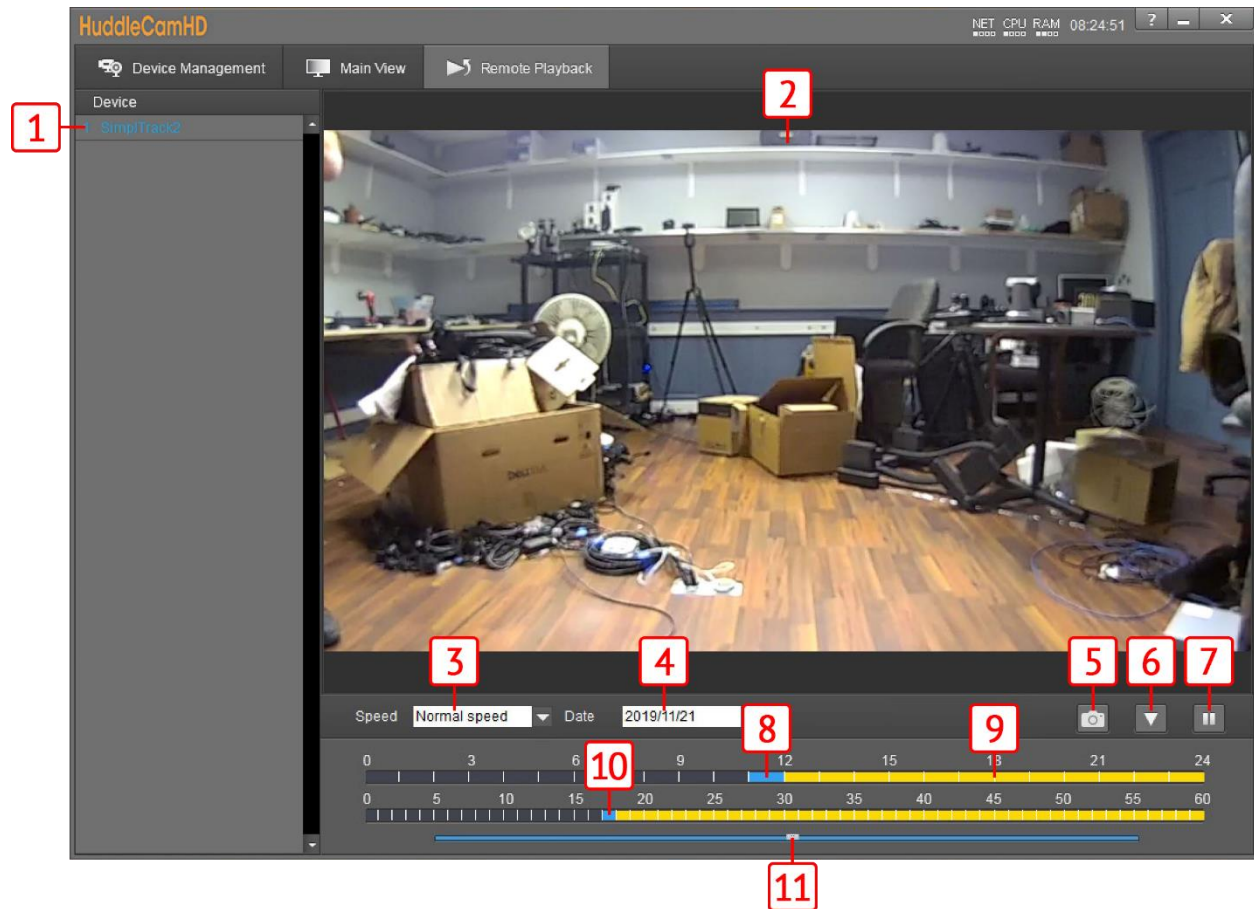 HuddleCamHD NET CPU RAM 08:24:51 ?
Device Management Main View Remote Playback
Device
2
1
1 SimplTrack2
3 4 5 6 7
Speed Normal speed Date 2019/11/21
8 9
10
0 3 6 9 12 15 18 21 24
0 5 10 15 20 25 30 35 40 45 50 55 60
11